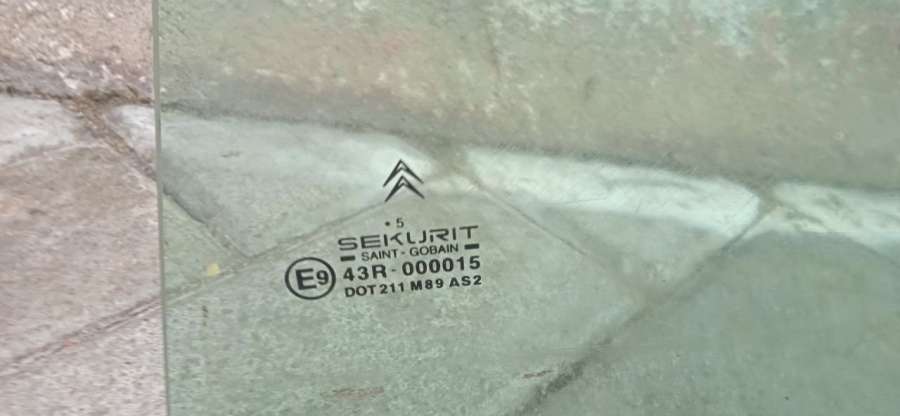 • 5
SEKURIT
SAINT - GOBAIN
E9 43R - 000015
DOT 211 M89 AS2